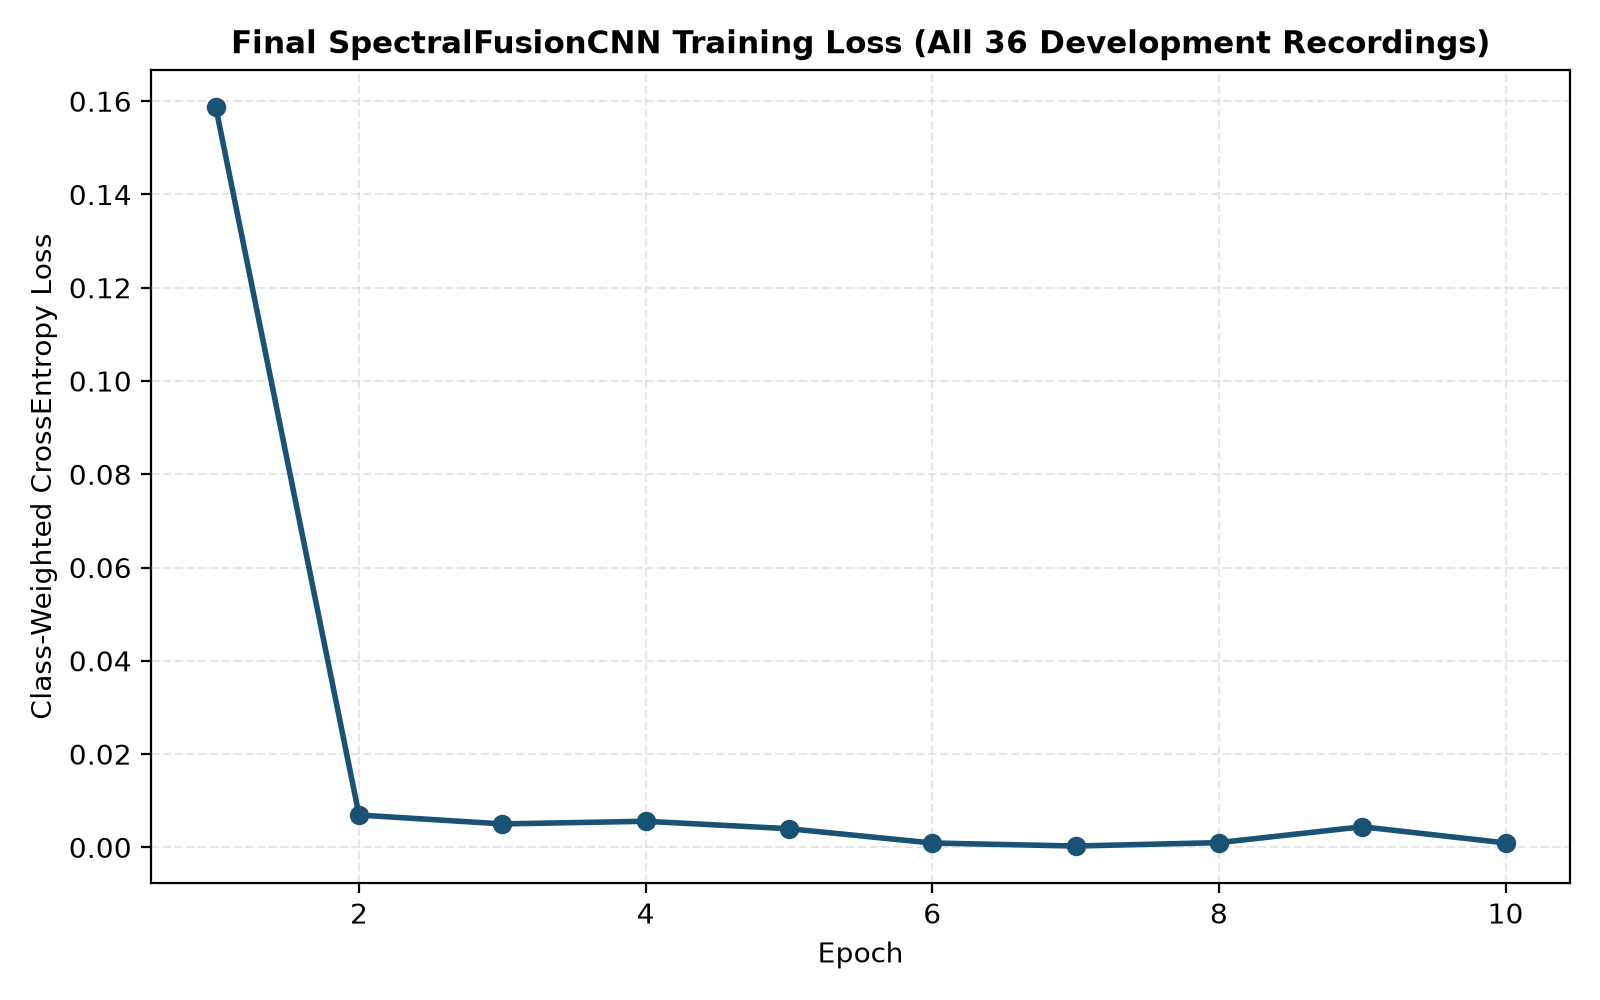 Final SpectralFusionCNN Training Loss (All 36 Development Recordings)
Class-Weighted CrossEntropy Loss
0.16
0.14
0.12
0.10
0.08
0.06
0.04
0.02
0.00
2 4 6 8 10
Epoch